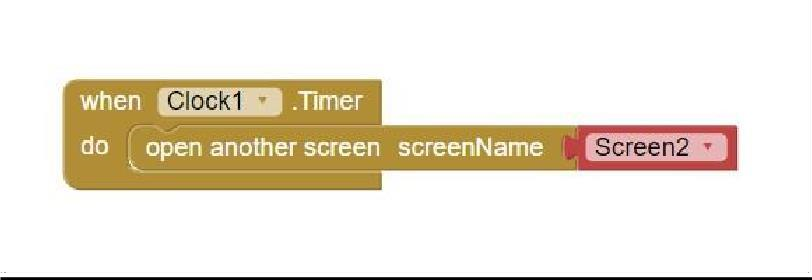 when Clock1 .Timer
do open another screen screenName Screen2